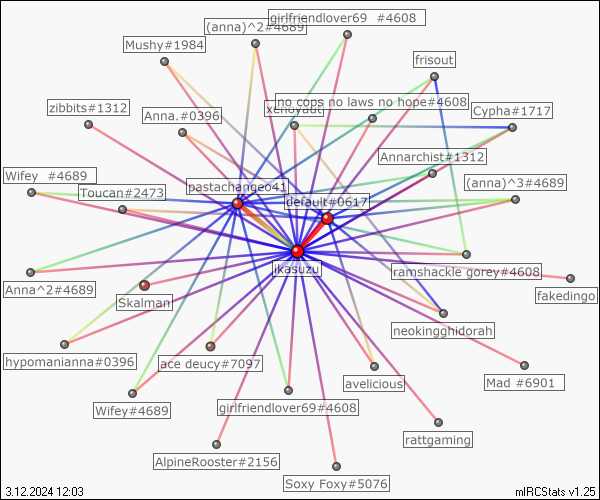 girlfriendlover69 #4608
(anna)^2#4689
Mushy#1984
frisout
zibbits#1312
no cops no laws no hope#4608
xenoyaut
Anna.#0396
Cypha#1717
Annarchist#1312
Wifey #4689
Toucan#2473
pastachangeo41
(anna)^3#4689
default#0617
ikasuzu
ramshackle gorey#4608
Anna^2#4689
Skalman
fakedingo
neokingghidorah
hypomanianna#0396
ace deucy#7097
avelicious
Mad #6901
Wifey#4689
girlfriendlover69#4608
rattgaming
AlpineRooster#2156
Soxy Foxy#5076
3.12.2024 12:03
mIRCStats v1.25